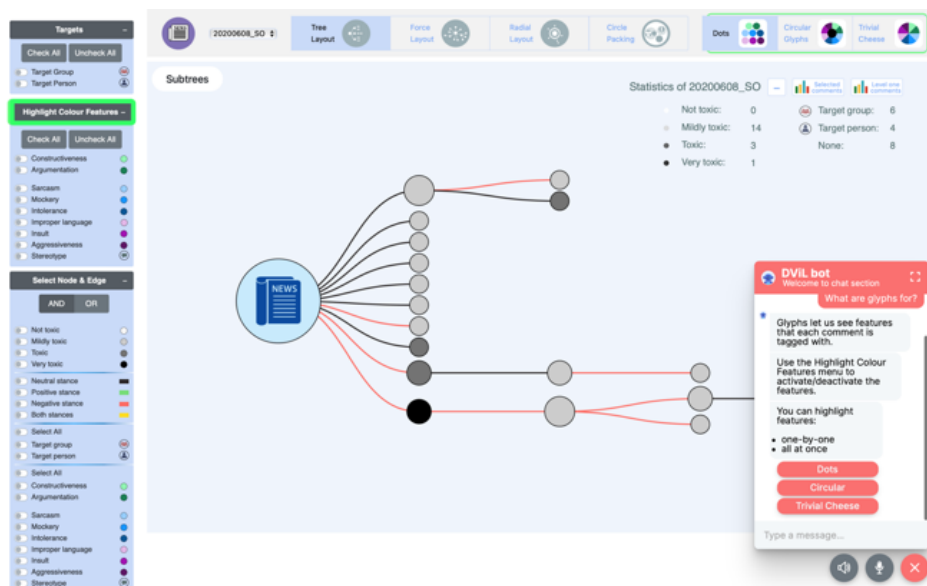 Targets –
Check All Uncheck All
Target Group
Target Person
Highlight Colour Features –
Check All Uncheck All
Constructiveness
Argumentation
Sarcasm
Mockery
Intolerance
Improper language
Insult
Aggressiveness
Stereotype
Select Node & Edge –
AND OR
Not toxic
Mildly toxic
Toxic
Very toxic
Neutral stance
Positive stance
Negative stance
Both stances
Select All
Target group
Target person
Select All
Constructiveness
Argumentation
Sarcasm
Mockery
Intolerance
Improper language
Insult
Aggressiveness
Stereotype
(20200608_SO)
Tree Layout
Force Layout
Radial Layout
Circle Packing
Dots
Circular Glyphs
Trivial Cheese
Subtrees
Statistics of 20200608_SO –
Selected comments
Level one comments
Not toxic: 0
Mildly toxic: 14
Toxic: 3
Very toxic: 1
Target group: 6
Target person: 4
None: 8
NEWS
DViL bot
Welcome to chat section
What are glyphs for?
Glyphs let us see features
that each comment is
tagged with.
Use the Highlight Colour
Features menu to
activate/deactivate the
features.
You can highlight
features:
• one-by-one
• all at once
Dots
Circular
Trivial Cheese
Type a message...